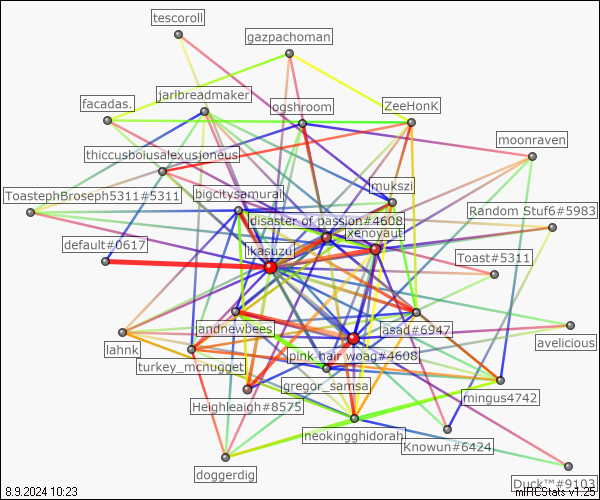 tescoroll
gazpachoman
jarlbreadmaker
facadas.
ogshroom
ZeeHonK
moonraven
thiccusboiusalexusjoneus
jmukszi
ToastephBroseph5311#5311
bigcitysamurai
Random Stuf6#5983
disaster of passion#4608
xenoyaut
default#0617
ikasuzu
Toast#5311
andnewbees
asad#6947
avelicious
lahnk
pink hair woag#4608
turkey_mcnugget
gregor_samsa
mingus4742
Heighleaigh#8575
neokingghidorah
Knowun#6424
doggerdig
Duck™#9103
8.9.2024 10:23
mIRCStats v1.25